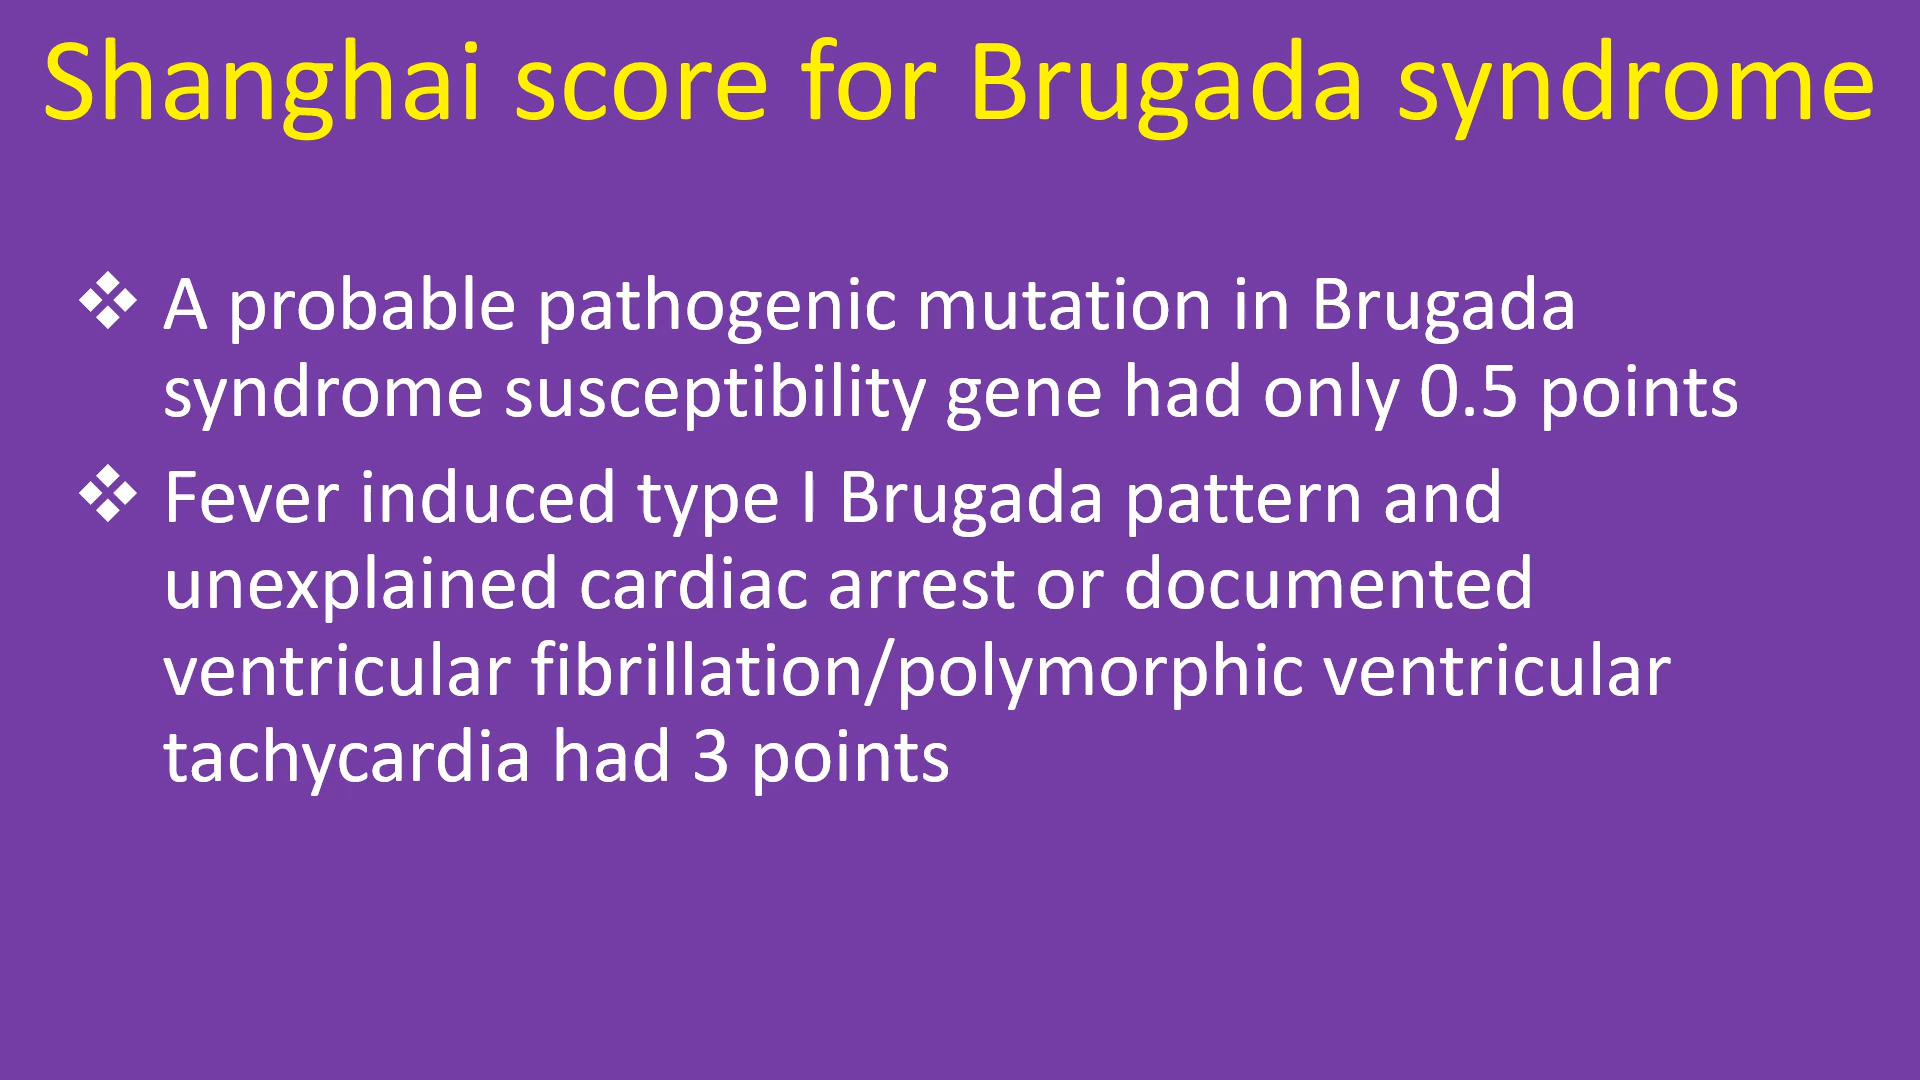 Shanghai score for Brugada syndrome
❖ A probable pathogenic mutation in Brugada
syndrome susceptibility gene had only 0.5 points
❖ Fever induced type I Brugada pattern and
unexplained cardiac arrest or documented
ventricular fibrillation/polymorphic ventricular
tachycardia had 3 points